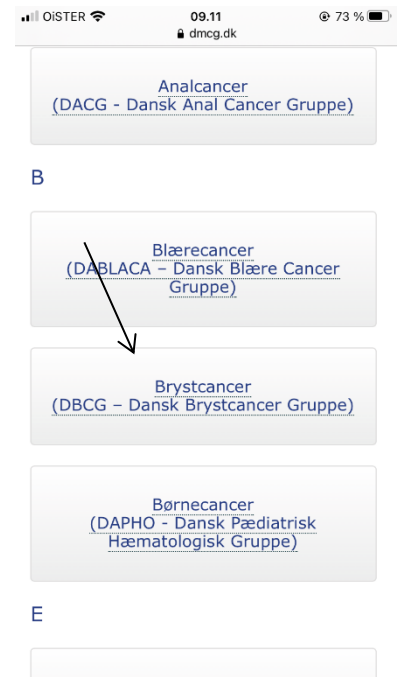 OiSTER 09.11 73 %
dmcg.dk
Analcancer
(DACG - Dansk Anal Cancer Gruppe)
B
Blærecancer
(DABLACA – Dansk Blære Cancer
Gruppe)
Brystcancer
(DBCG – Dansk Brystcancer Gruppe)
Børnecancer
(DAPHO - Dansk Pædiatrisk
Hæmatologisk Gruppe)
E